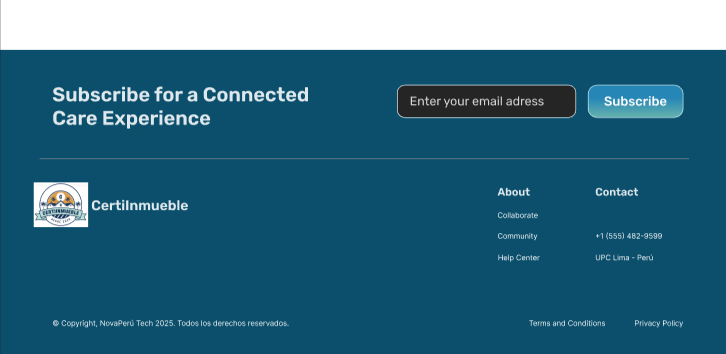 Subscribe for a Connected
Care Experience
Enter your email adress
Subscribe
CERTIINMUEBLE
CertiInmueble
About
Collaborate
Community
Help Center
Contact
+1 (555) 482-9599
UPC Lima - Perú
© Copyright, NovaPerú Tech 2025. Todos los derechos reservados.
Terms and Conditions
Privacy Policy